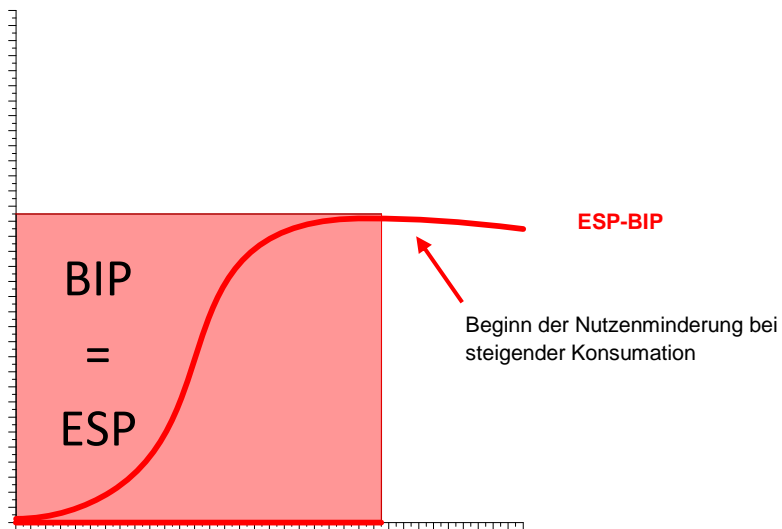 ESP-BIP
BIP
=
ESP
Beginn der Nutzenminderung bei
steigender Konsumation